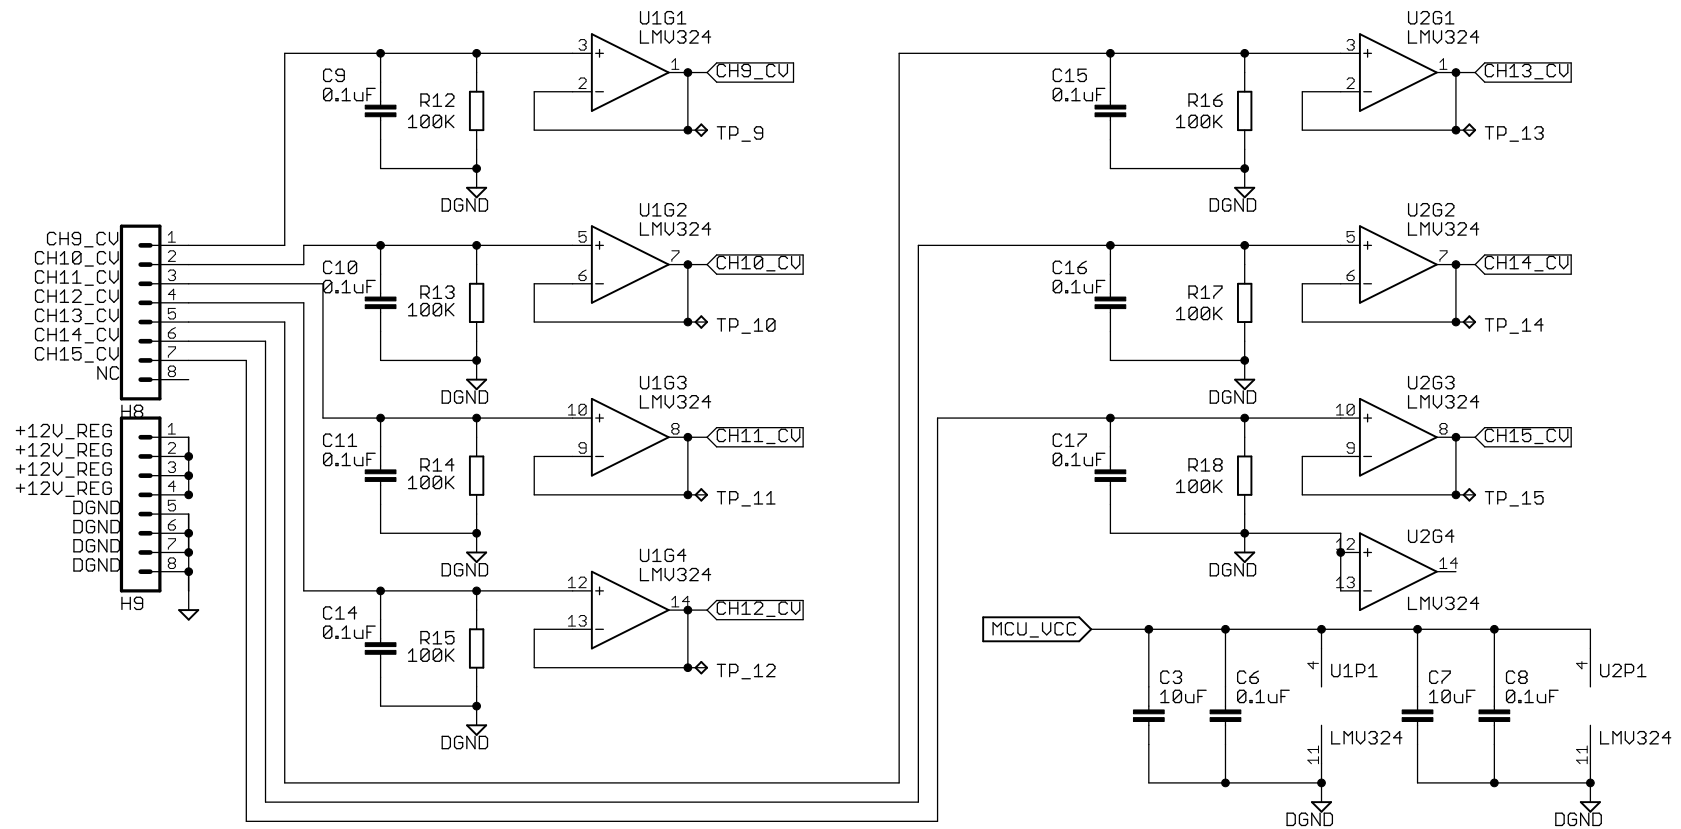 U1G1
LMV324
3
1
2
CH9_CV
C9
0.1uF
R12
100K
TP_9
DGND
U2G1
LMV324
3
1
2
CH13_CV
C15
0.1uF
R16
100K
TP_13
DGND
CH9_CV 1
CH10_CV 2
CH11_CV 3
CH12_CV 4
CH13_CV 5
CH14_CV 6
CH15_CV 7
NC 8
H8
+12V_REG 1
+12V_REG 2
+12V_REG 3
+12V_REG 4
DGND 5
DGND 6
DGND 7
DGND 8
H9
U1G2
LMV324
5
7
6
CH10_CV
C10
0.1uF
R13
100K
TP_10
DGND
U2G2
LMV324
5
7
6
CH14_CV
C16
0.1uF
R17
100K
TP_14
DGND
U1G3
LMV324
10
8
9
CH11_CV
C11
0.1uF
R14
100K
TP_11
DGND
U2G3
LMV324
10
8
9
CH15_CV
C17
0.1uF
R18
100K
TP_15
DGND
U1G4
LMV324
12
14
13
CH12_CV
C14
0.1uF
R15
100K
TP_12
DGND
U2G4
12
14
13
LMV324
MCU_VCC
C3
10uF
C6
0.1uF
4
U1P1
11
LMV324
DGND
C7
10uF
C8
0.1uF
4
U2P1
11
LMV324
DGND